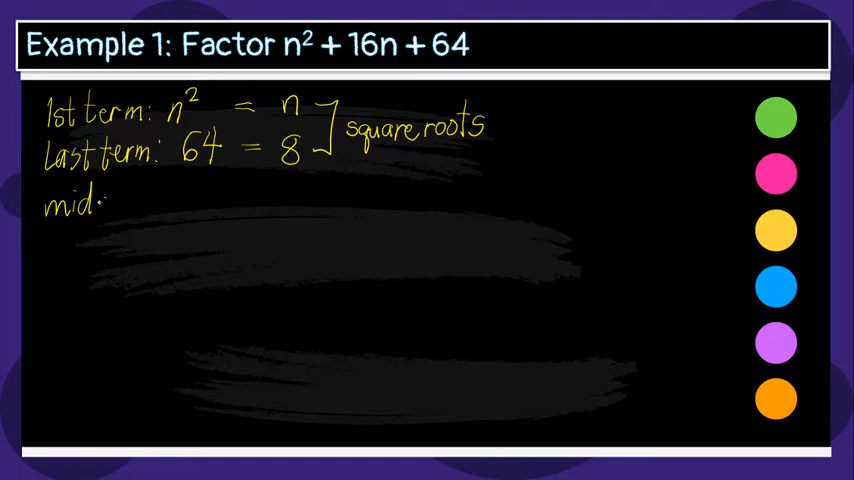 Example 1: Factor n² + 16n + 64
1st term: n² = n
Last term: 64 = 8
square roots
mid